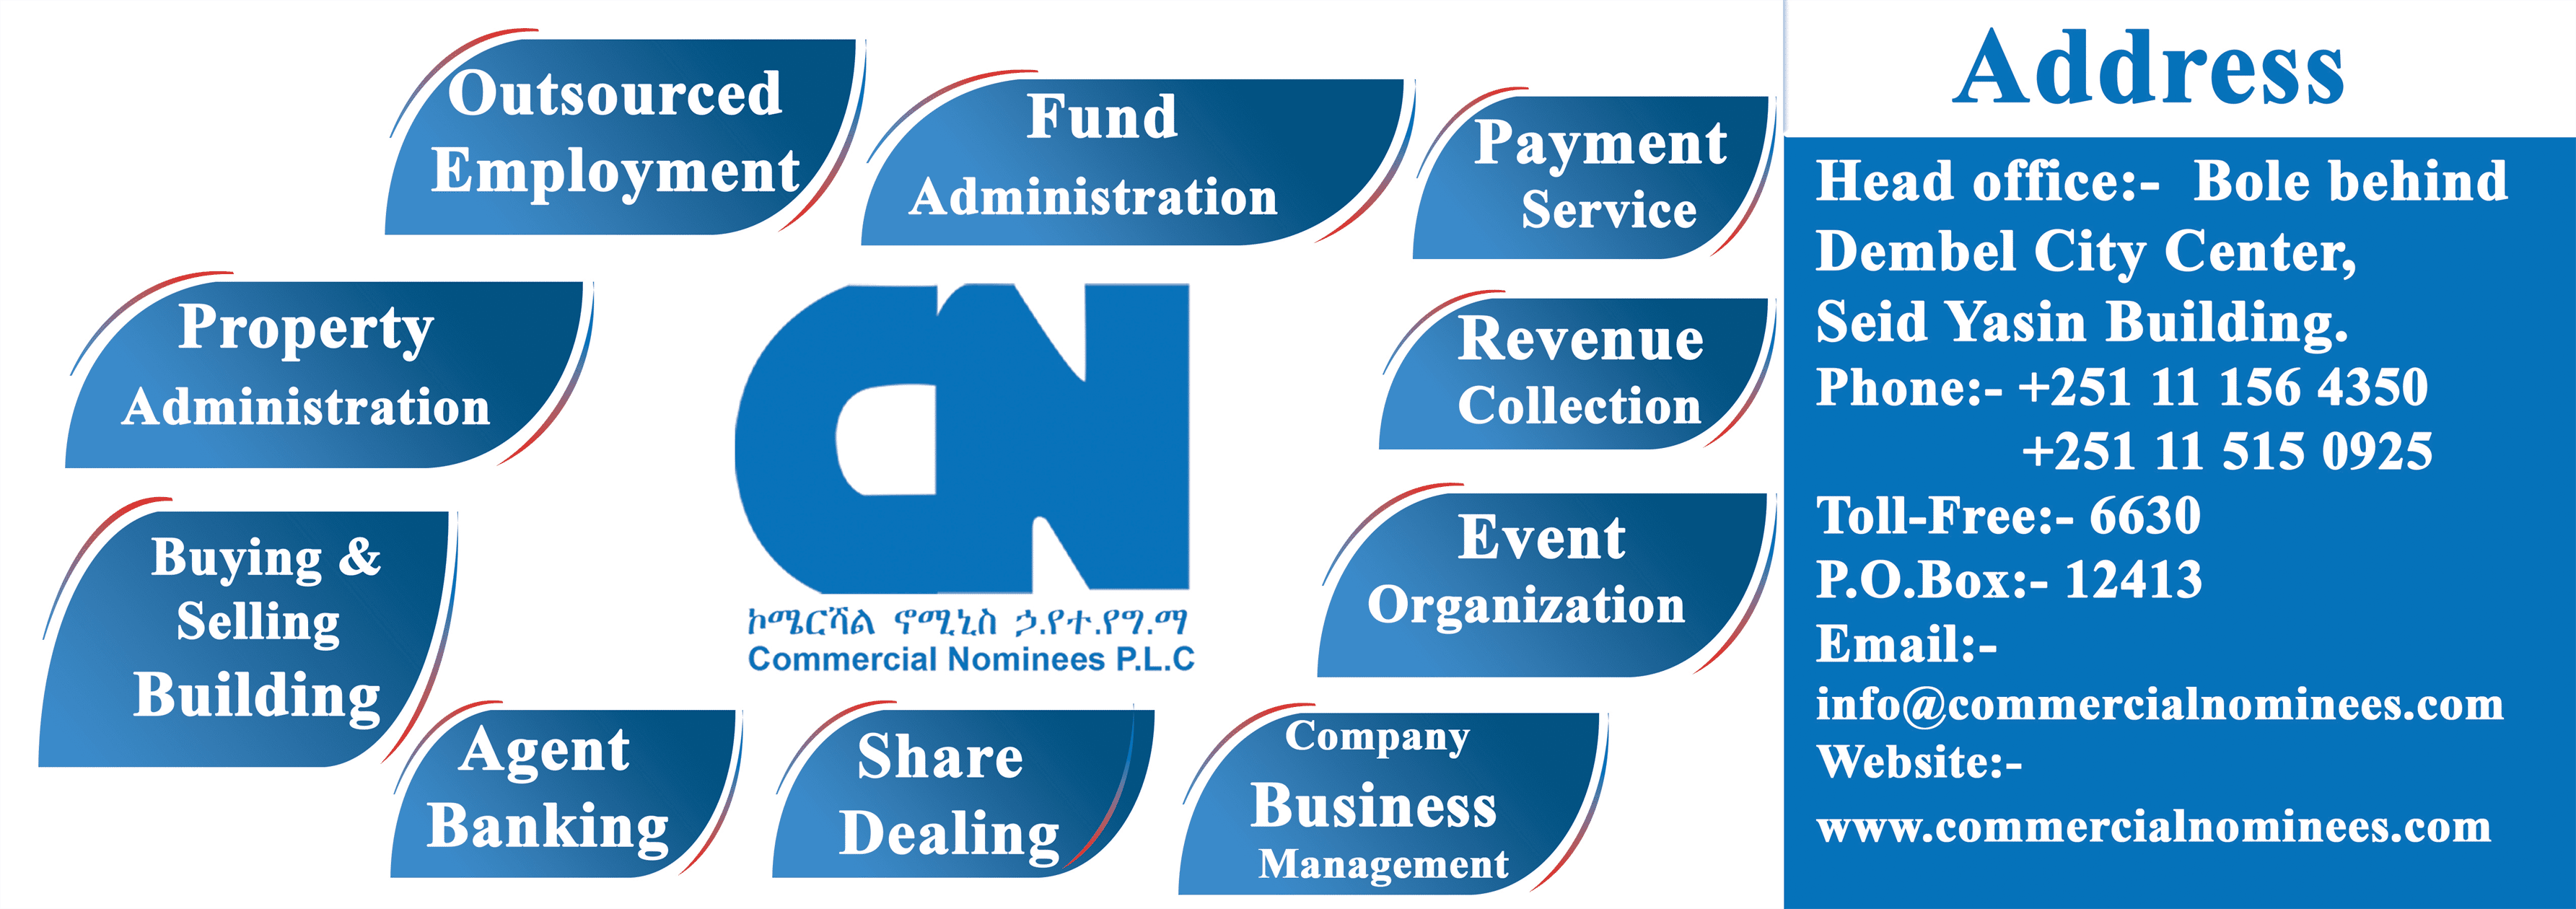 Outsourced
Employment
Fund
Administration
Payment
Service
Property
Administration
Revenue
Collection
Buying &
Selling
Building
Event
Organization
ኮሜርሻል ኖሚኒስ ኃ.የተ.የግ.ማ
Commercial Nominees P.L.C
Agent
Banking
Share
Dealing
Company
Business
Management
Address
Head office:- Bole behind
Dembel City Center,
Seid Yasin Building.
Phone:- +251 11 156 4350
+251 11 515 0925
Toll-Free:- 6630
P.O.Box:- 12413
Email:-
info@commercialnominees.com
Website:-
www.commercialnominees.com